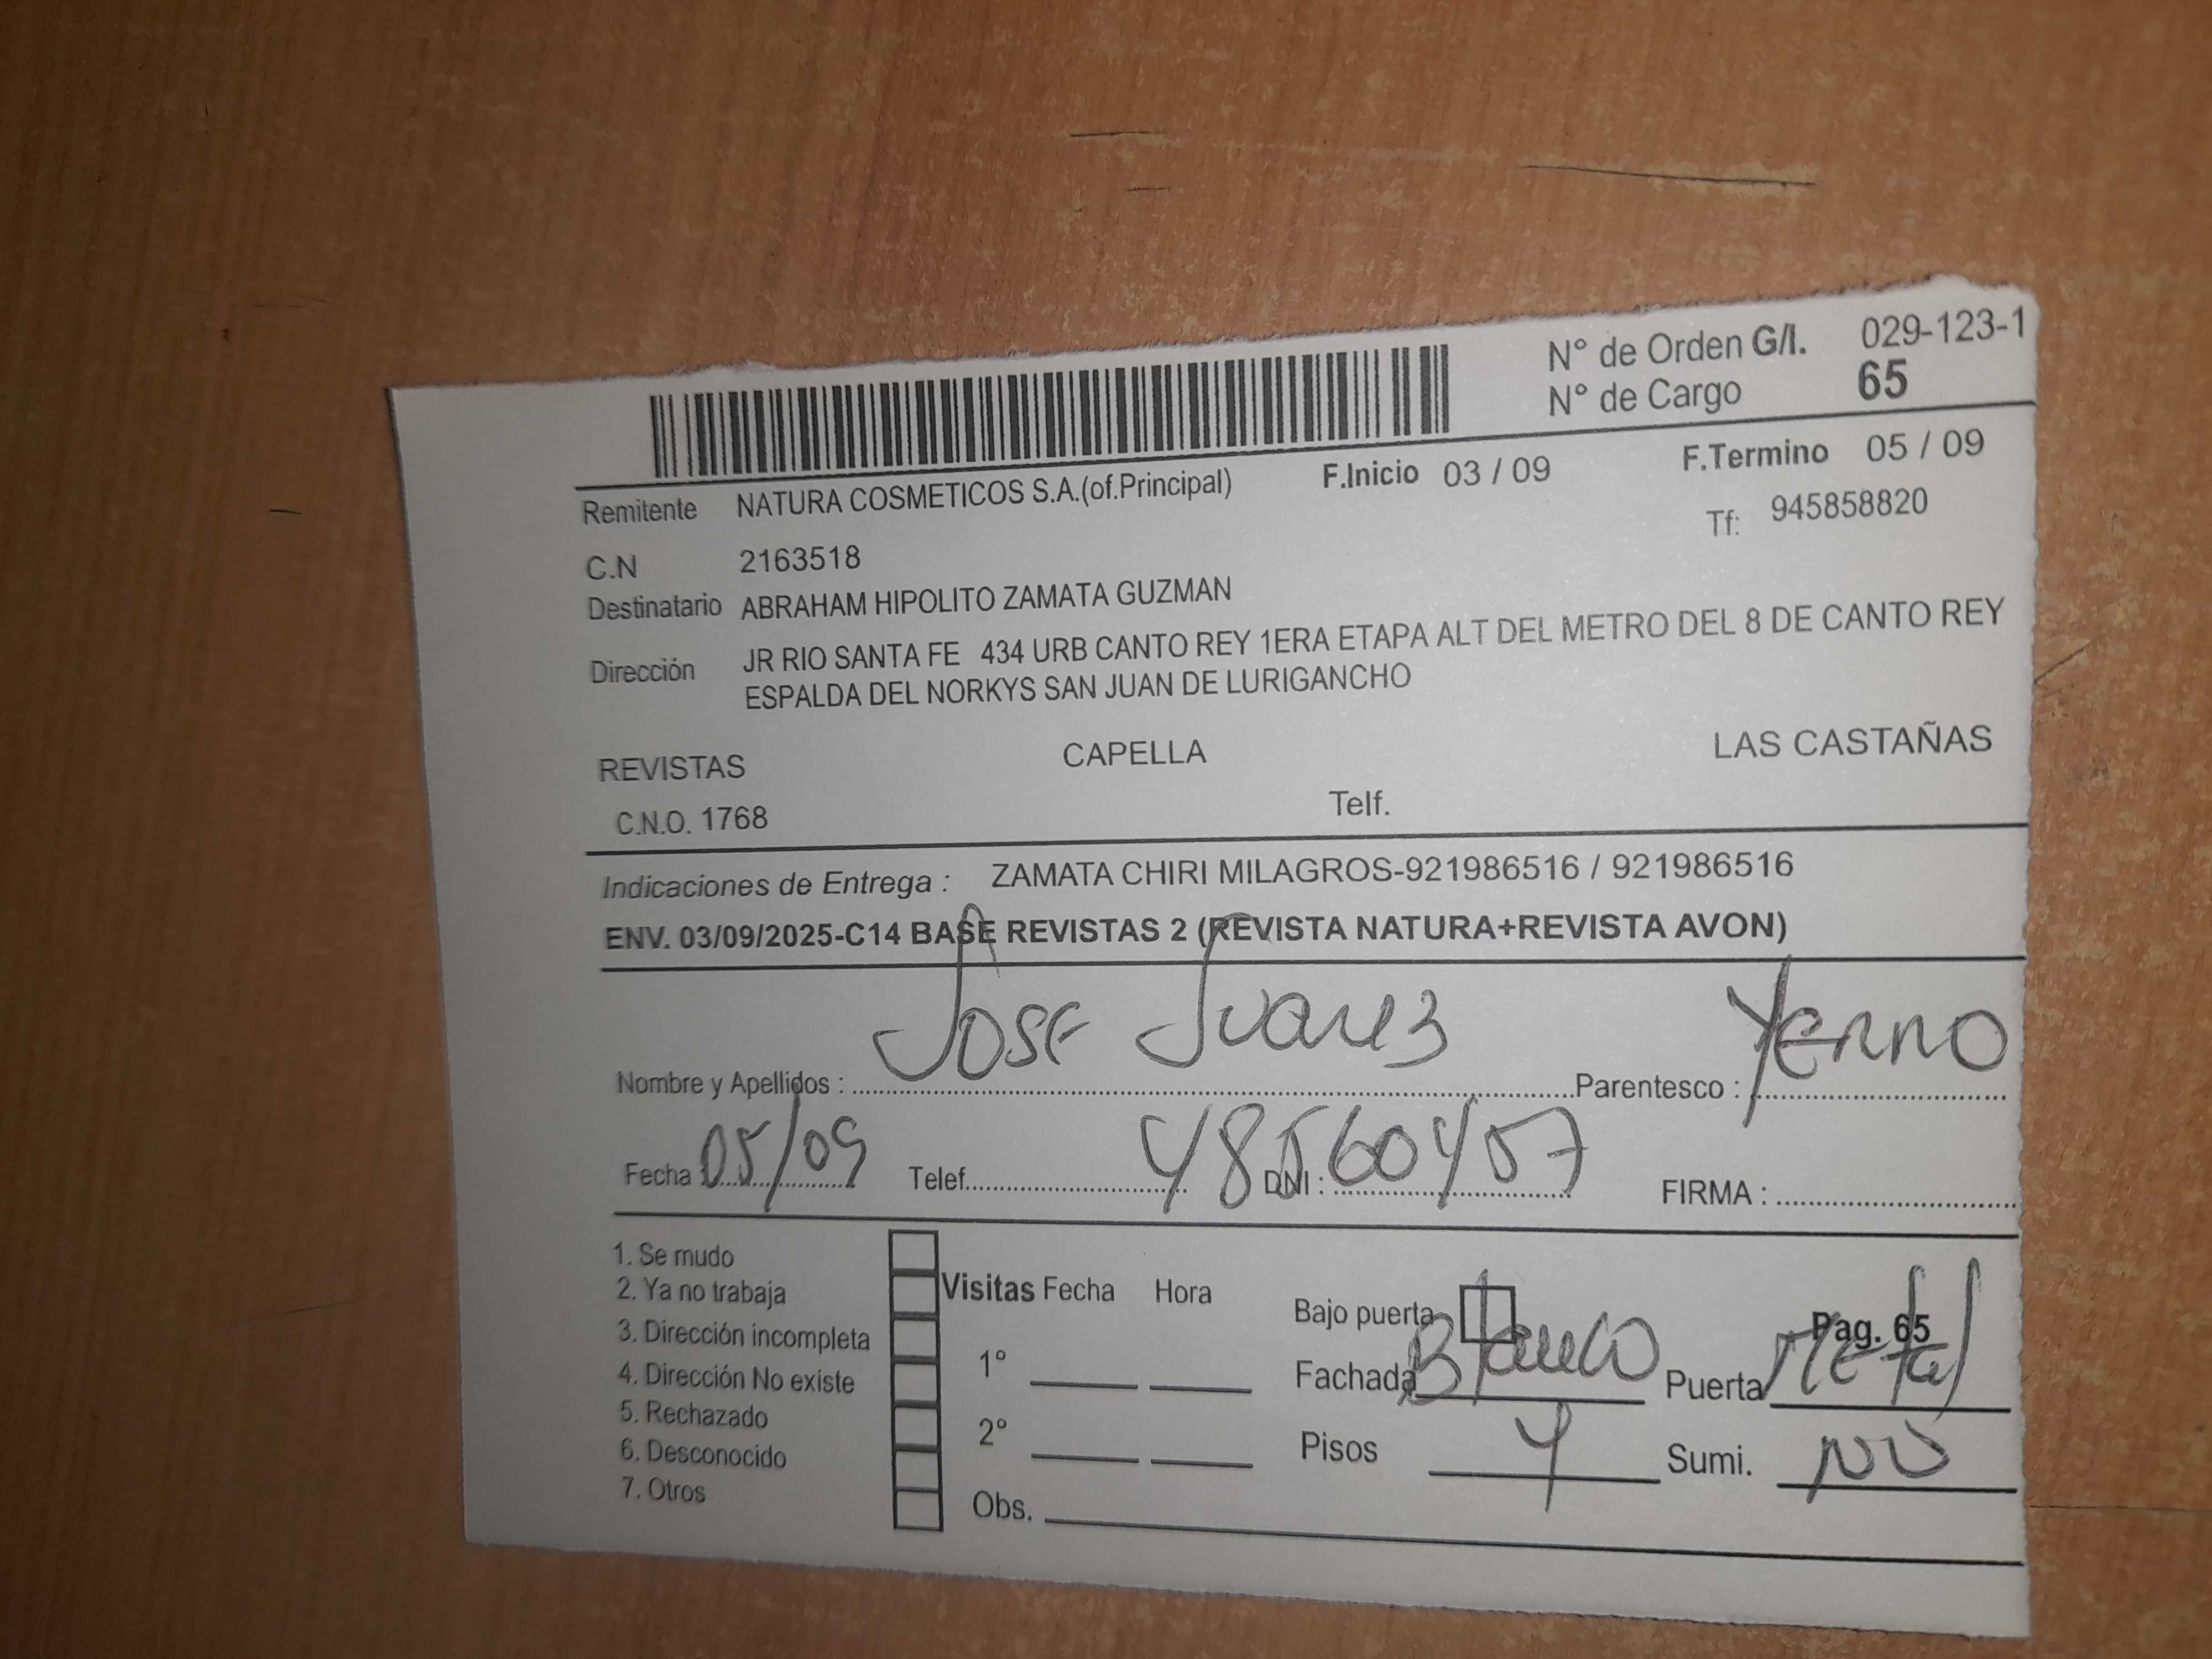 N° de Orden G/I. 029-123-1
N° de Cargo 65
F.Inicio 03 / 09 F.Termino 05 / 09
Remitente NATURA COSMETICOS S.A.(of.Principal)
Tf: 945858820
C.N 2163518
Destinatario ABRAHAM HIPOLITO ZAMATA GUZMAN
Dirección JR RIO SANTA FE 434 URB CANTO REY 1ERA ETAPA ALT DEL METRO DEL 8 DE CANTO REY
ESPALDA DEL NORKYS SAN JUAN DE LURIGANCHO
REVISTAS CAPELLA LAS CASTAÑAS
C.N.O. 1768 Telf.
Indicaciones de Entrega : ZAMATA CHIRI MILAGROS-921986516 / 921986516
ENV. 03/09/2025-C14 BASE REVISTAS 2 (REVISTA NATURA+REVISTA AVON)
Nombre y Apellidos : Jose Juarez Parentesco : Yerno
Fecha : 05/09 Telef. DNI : 48560457 FIRMA :
1. Se mudo
2. Ya no trabaja
3. Dirección incompleta
4. Dirección No existe
5. Rechazado
6. Desconocido
7. Otros
Visitas Fecha Hora
1°
2°
Obs.
Bajo puerta Pag. 65
Fachada Blanco Puerta Metal
Pisos 4 Sumi. NO